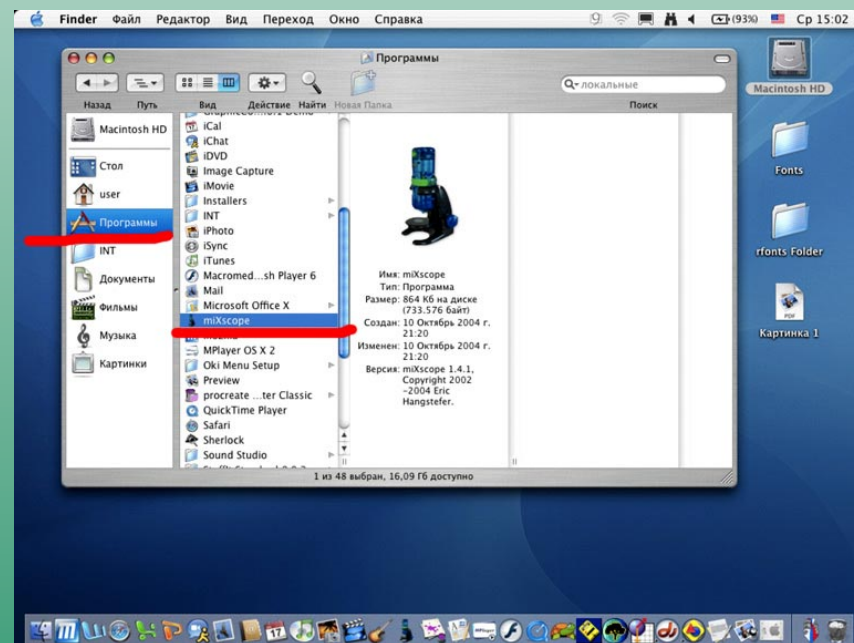 Finder Файл Редактор Вид Переход Окно Справка
(93%) Ср 15:02
Программы
локальные
Назад Путь Вид Действие Найти Новая Папка Поиск
Macintosh HD
Стол
user
Программы
INT
Документы
Фильмы
Музыка
Картинки
iCal
iChat
iDVD
Image Capture
iMovie
Installers
INT
iPhoto
iSync
iTunes
Macromed...sh Player 6
Mail
Microsoft Office X
miXscope
MPlayer OS X 2
Oki Menu Setup
Preview
procreate ...ter Classic
QuickTime Player
Safari
Sherlock
Sound Studio
Имя: miXscope
Тип: Программа
Размер: 864 Кб на диске
(733.576 байт)
Создан: 10 Октябрь 2004 г.
21:20
Изменен: 10 Октябрь 2004 г.
21:20
Версия: miXscope 1.4.1,
Copyright 2002
-2004 Eric
Hangstefer.
1 из 48 выбран, 16,09 Гб доступно
Macintosh HD
Fonts
rfonts Folder
PDF
Картинка 1